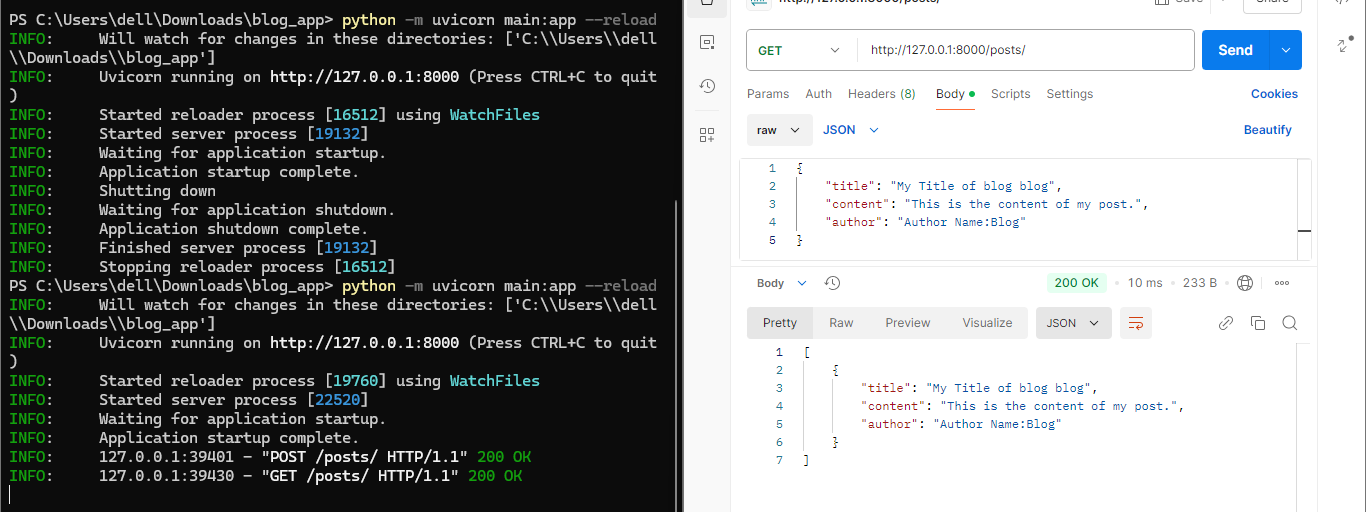 PS C:\Users\dell\Downloads\blog_app> python -m uvicorn main:app --reload
INFO:     Will watch for changes in these directories: ['C:\\Users\\dell
\\Downloads\\blog_app']
INFO:     Uvicorn running on http://127.0.0.1:8000 (Press CTRL+C to quit
)
INFO:     Started reloader process [16512] using WatchFiles
INFO:     Started server process [19132]
INFO:     Waiting for application startup.
INFO:     Application startup complete.
INFO:     Shutting down
INFO:     Waiting for application shutdown.
INFO:     Application shutdown complete.
INFO:     Finished server process [19132]
INFO:     Stopping reloader process [16512]
PS C:\Users\dell\Downloads\blog_app> python -m uvicorn main:app --reload
INFO:     Will watch for changes in these directories: ['C:\\Users\\dell
\\Downloads\\blog_app']
INFO:     Uvicorn running on http://127.0.0.1:8000 (Press CTRL+C to quit
)
INFO:     Started reloader process [19760] using WatchFiles
INFO:     Started server process [22520]
INFO:     Waiting for application startup.
INFO:     Application startup complete.
INFO:     127.0.0.1:39401 - "POST /posts/ HTTP/1.1" 200 OK
INFO:     127.0.0.1:39430 - "GET /posts/ HTTP/1.1" 200 OK
Save Share
GET http://127.0.0.1:8000/posts/ Send
Params Auth Headers (8) Body Scripts Settings Cookies
raw JSON Beautify
1 {
2     "title": "My Title of blog blog",
3     "content": "This is the content of my post.",
4     "author": "Author Name:Blog"
5 }
Body 200 OK 10 ms 233 B
Pretty Raw Preview Visualize JSON
1 [
2     {
3         "title": "My Title of blog blog",
4         "content": "This is the content of my post.",
5         "author": "Author Name:Blog"
6     }
7 ]